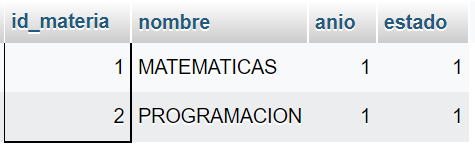 id_materia nombre anio estado
1 MATEMATICAS 1 1
2 PROGRAMACION 1 1